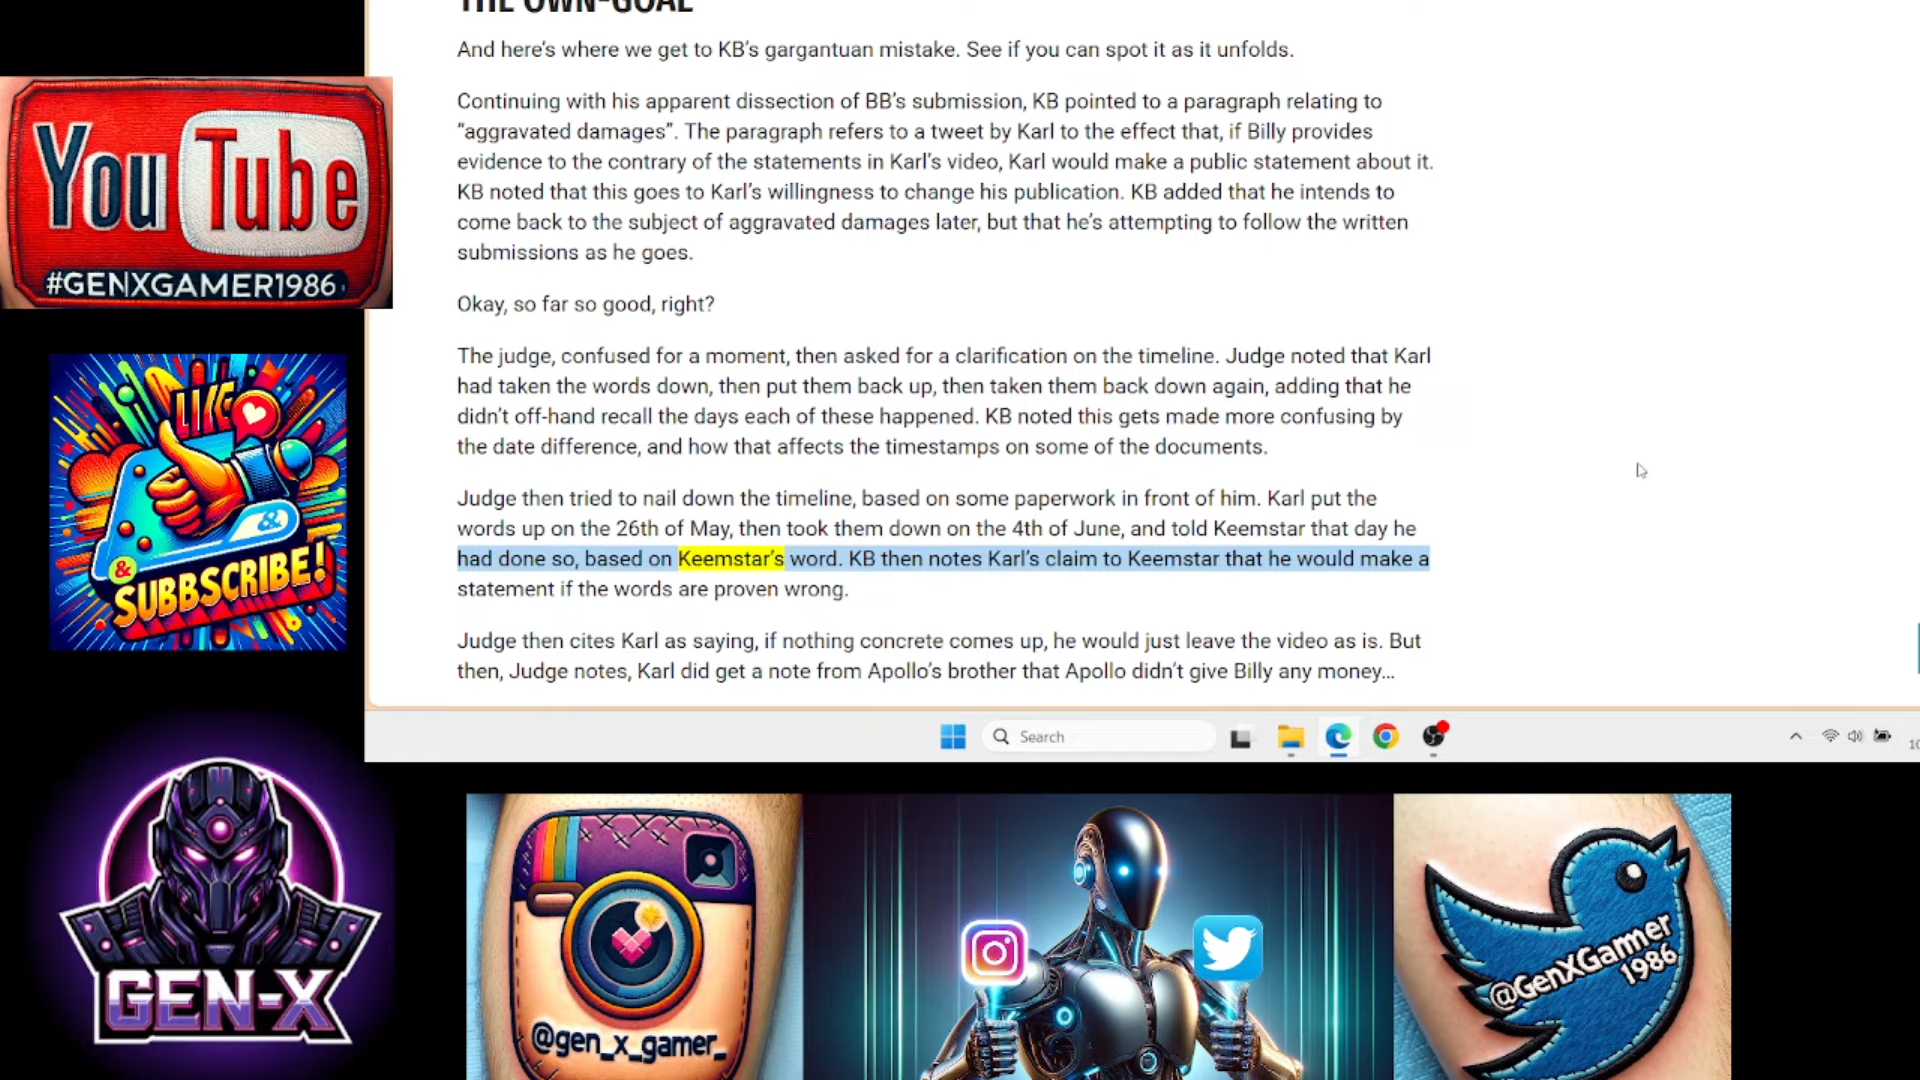 THE OWN-GOAL
And here's where we get to KB's gargantuan mistake. See if you can spot it as it unfolds.
Continuing with his apparent dissection of BB's submission, KB pointed to a paragraph relating to
“aggravated damages”. The paragraph refers to a tweet by Karl to the effect that, if Billy provides
evidence to the contrary of the statements in Karl's video, Karl would make a public statement about it.
KB noted that this goes to Karl's willingness to change his publication. KB added that he intends to
come back to the subject of aggravated damages later, but that he's attempting to follow the written
submissions as he goes.
Okay, so far so good, right?
The judge, confused for a moment, then asked for a clarification on the timeline. Judge noted that Karl
had taken the words down, then put them back up, then taken them back down again, adding that he
didn't off-hand recall the days each of these happened. KB noted this gets made more confusing by
the date difference, and how that affects the timestamps on some of the documents.
Judge then tried to nail down the timeline, based on some paperwork in front of him. Karl put the
words up on the 26th of May, then took them down on the 4th of June, and told Keemstar that day he
had done so, based on Keemstar's word. KB then notes Karl's claim to Keemstar that he would make a
statement if the words are proven wrong.
Judge then cites Karl as saying, if nothing concrete comes up, he would just leave the video as is. But
then, Judge notes, Karl did get a note from Apollo's brother that Apollo didn't give Billy any money...
Search
10
You Tube
#GENXGAMER1986
LIKE
&
&
SUBBSCRIBE!
GEN-X
@gen_x_gamer_
@GenXGamer
1986